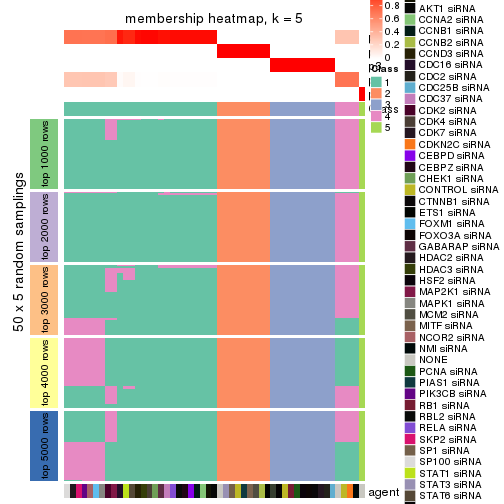 membership heatmap, k = 5
50 x 5 random samplings
top 1000 rows
top 2000 rows
top 3000 rows
top 4000 rows
top 5000 rows
0.8
0.6
0.4
0.2
0
Class
1
2
3
4
5
agent
AKT1 siRNA
CCNA2 siRNA
CCNB1 siRNA
CCNB2 siRNA
CCND3 siRNA
CDC16 siRNA
CDC2 siRNA
CDC25B siRNA
CDC37 siRNA
CDK2 siRNA
CDK4 siRNA
CDK7 siRNA
CDKN2C siRNA
CEBPD siRNA
CEBPZ siRNA
CHEK1 siRNA
CONTROL siRNA
CTNNB1 siRNA
ETS1 siRNA
FOXM1 siRNA
FOXO3A siRNA
GABARAP siRNA
HDAC2 siRNA
HDAC3 siRNA
HSF2 siRNA
MAP2K1 siRNA
MAPK1 siRNA
MCM2 siRNA
MITF siRNA
NCOR2 siRNA
NMI siRNA
NONE
PCNA siRNA
PIAS1 siRNA
PIK3CB siRNA
RB1 siRNA
RBL2 siRNA
RELA siRNA
SKP2 siRNA
SP1 siRNA
SP100 siRNA
STAT1 siRNA
STAT3 siRNA
STAT6 siRNA